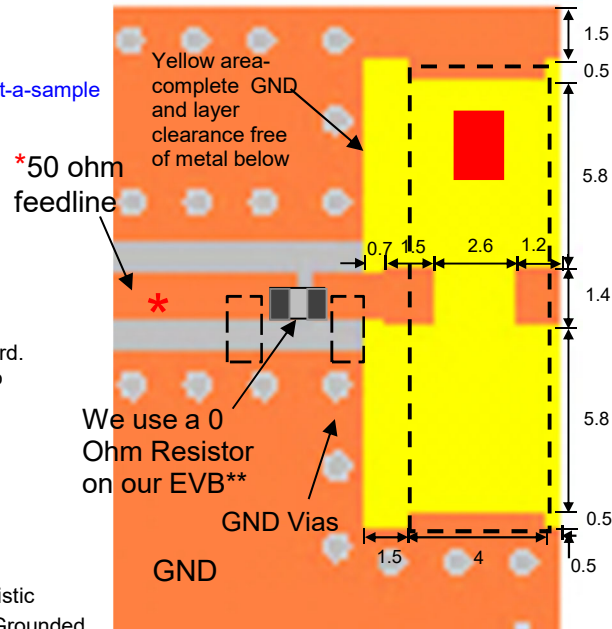 1.5
0.5
t-a-sample
Yellow area-
complete GND
and layer
clearance free
of metal below
*50 ohm
feedline
5.8
0.7
1.5
2.6
1.2
*
1.4
rd.
We use a 0
Ohm Resistor
on our EVB**
5.8
GND Vias
0.5
1.5
4
0.5
GND
istic
Grounded